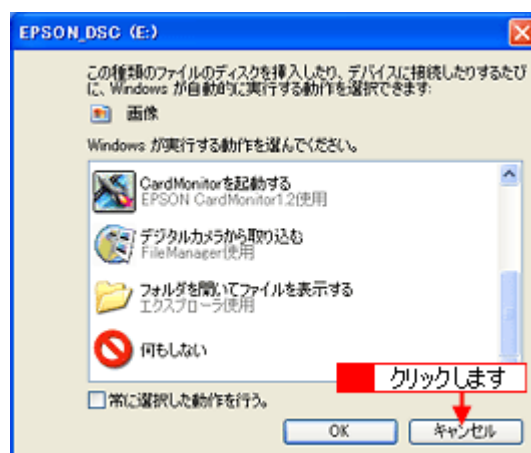 EPSON_DSC (E:)
この種類のファイルのディスクを挿入したり、デバイスに接続したりするたび
に、Windows が自動的に実行する動作を選択できます:
画像
Windows が実行する動作を選んでください。
CardMonitorを起動する
EPSON CardMonitor1.2使用
デジタルカメラから取り込む
FileManager使用
フォルダを開いてファイルを表示する
エクスプローラ使用
何もしない
クリックします
常に選択した動作を行う。
OK
キャンセル